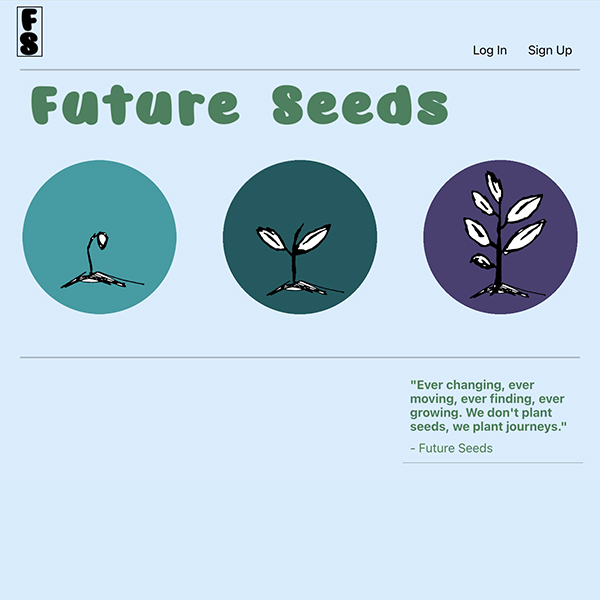 FS
Log In Sign Up
Future Seeds
"Ever changing, ever
moving, ever finding, ever
growing. We don't plant
seeds, we plant journeys."
- Future Seeds